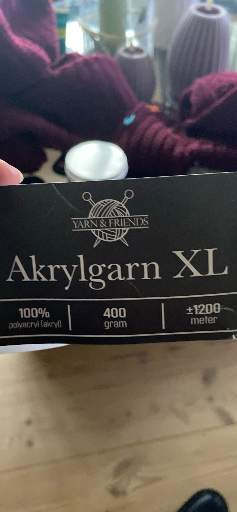 YARN & FRIENDS
Akrylgarn XL
100%
polyacryl (akryl)
400
gram
±1200
meter